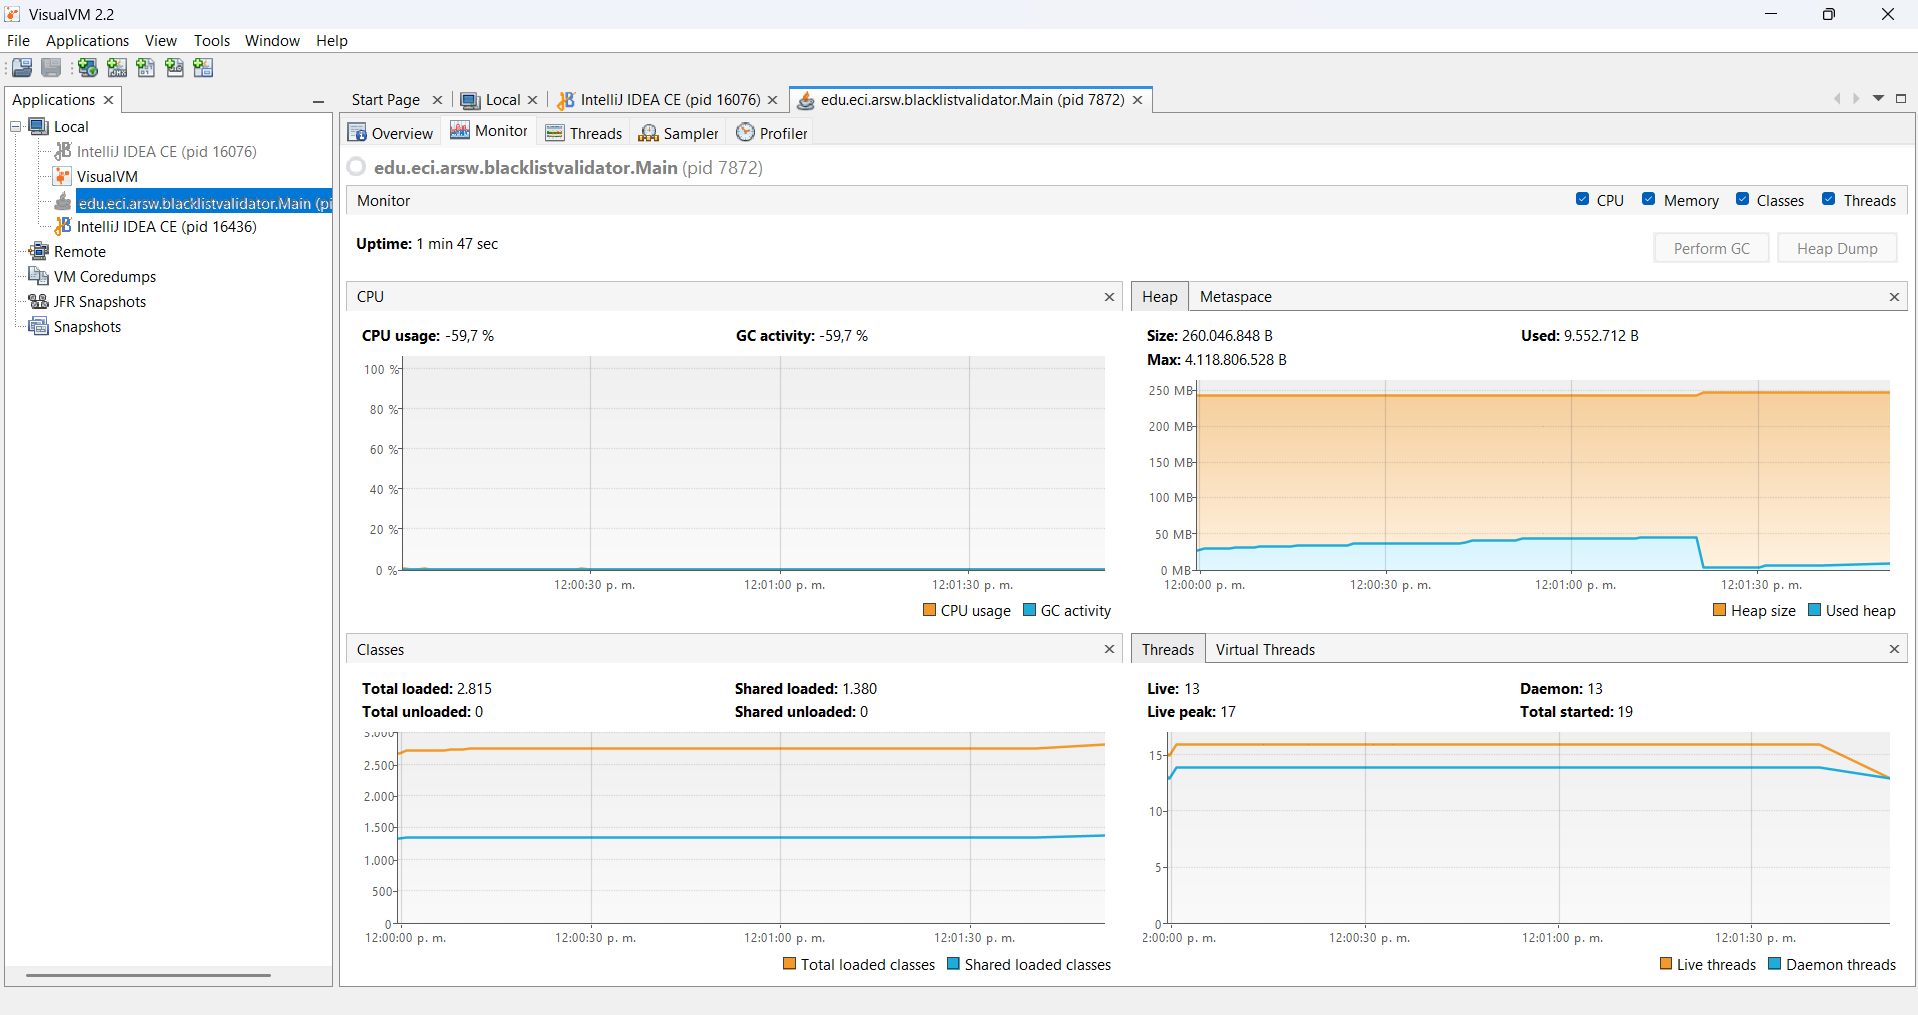 VisualVM 2.2
File Applications View Tools Window Help
Applications
Start Page Local IntelliJ IDEA CE (pid 16076) edu.eci.arsw.blacklistvalidator.Main (pid 7872)
Local
IntelliJ IDEA CE (pid 16076)
VisualVM
edu.eci.arsw.blacklistvalidator.Main (pi
IntelliJ IDEA CE (pid 16436)
Remote
VM Coredumps
JFR Snapshots
Snapshots
Overview Monitor Threads Sampler Profiler
edu.eci.arsw.blacklistvalidator.Main (pid 7872)
Monitor
CPU Memory Classes Threads
Uptime: 1 min 47 sec
Perform GC Heap Dump
CPU
CPU usage: -59,7 % GC activity: -59,7 %
100 %
80 %
60 %
40 %
20 %
0 %
12:00:30 p. m. 12:01:00 p. m. 12:01:30 p. m.
CPU usage GC activity
Heap Metaspace
Size: 260.046.848 B Used: 9.552.712 B
Max: 4.118.806.528 B
250 MB
200 MB
150 MB
100 MB
50 MB
0 MB
12:00:00 p. m. 12:00:30 p. m. 12:01:00 p. m. 12:01:30 p. m.
Heap size Used heap
Classes
Total loaded: 2.815 Shared loaded: 1.380
Total unloaded: 0 Shared unloaded: 0
3.000
2.500
2.000
1.500
1.000
500
0
12:00:00 p. m. 12:00:30 p. m. 12:01:00 p. m. 12:01:30 p. m.
Total loaded classes Shared loaded classes
Threads Virtual Threads
Live: 13 Daemon: 13
Live peak: 17 Total started: 19
15
10
5
0
2:00:00 p. m. 12:00:30 p. m. 12:01:00 p. m. 12:01:30 p. m.
Live threads Daemon threads